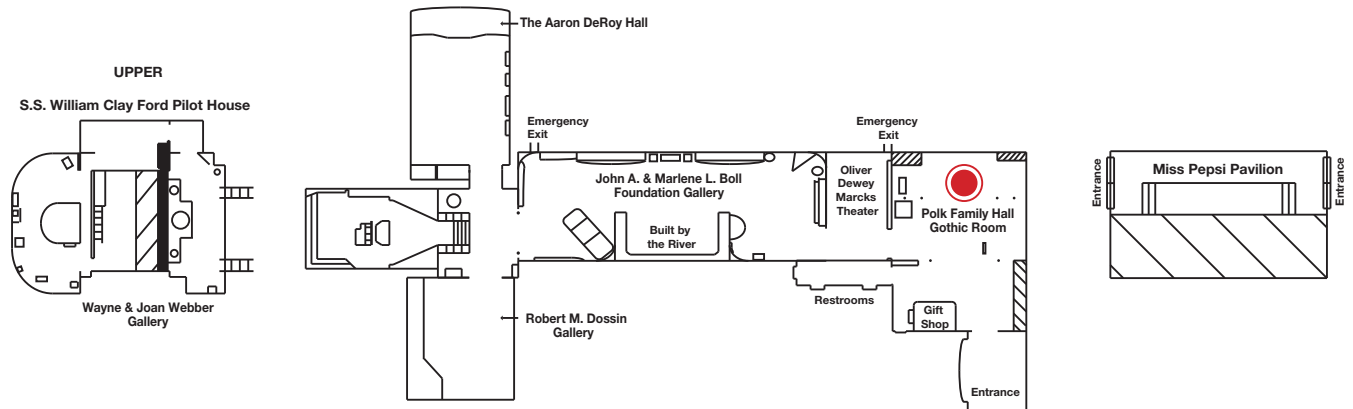 The Aaron DeRoy Hall
UPPER
S.S. William Clay Ford Pilot House
Wayne & Joan Webber
Gallery
Emergency
Exit
John A. & Marlene L. Boll
Foundation Gallery
Built by
the River
Robert M. Dossin
Gallery
Emergency
Exit
Oliver
Dewey
Marcks
Theater
Polk Family Hall
Gothic Room
Restrooms
Gift
Shop
Entrance
Entrance
Miss Pepsi Pavilion
Entrance